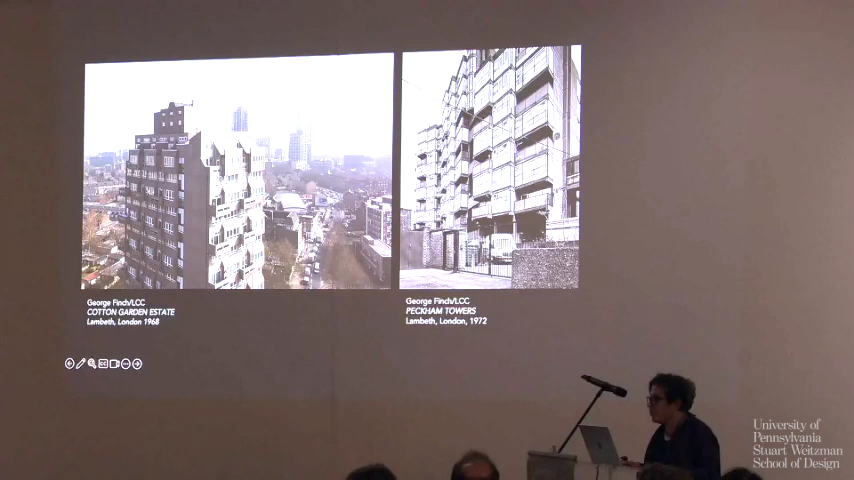 George Finch/LCC
COTTON GARDEN ESTATE
Lambeth, London 1968
George Finch/LCC
PECKHAM TOWERS
Lambeth, London, 1972
University of
Pennsylvania
Stuart Weitzman
School of Design